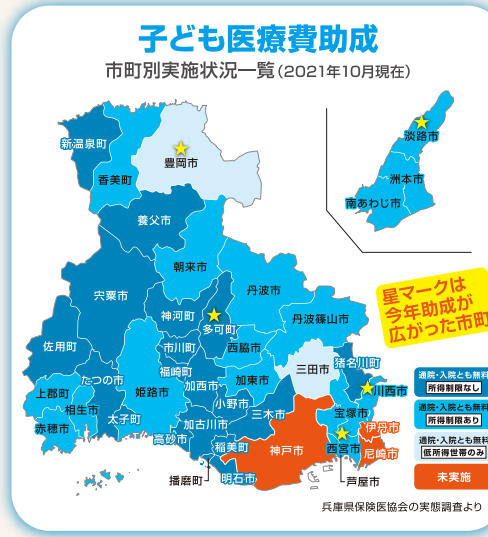 子ども医療費助成
市町別実施状況一覧（2021年10月現在）
新温泉町
香美町
豊岡市
淡路市
洲本市
南あわじ市
養父市
朝来市
宍粟市
丹波市
神河町
多可町
丹波篠山市
星マークは
今年助成が
広がった市町
佐用町
市川町
西脇市
三田市
猪名川町
福崎町
加西市
加東市
川西市
たつの市
姫路市
上郡町
相生市
小野市
宝塚市
赤穂市
太子町
三木市
加古川市
高砂市
稲美町
神戸市
西宮市
伊丹市
尼崎市
播磨町
明石市
芦屋市
通院・入院とも無料
所得制限なし
通院・入院とも無料
所得制限あり
通院・入院とも無料
低所得世帯のみ
未実施
兵庫県保険医協会の実態調査より